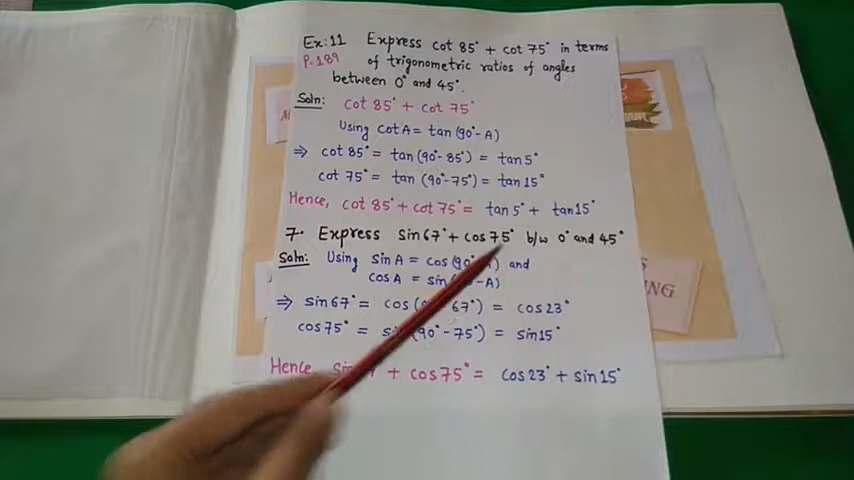 Ex:11 Express cot 85° + cot 75° in terms
P.189 of trigonometric ratios of angles
between 0° and 45°.
Soln: cot 85° + cot 75°
Using cot A = tan (90°- A)
⇒ cot 85° = tan (90°- 85°) = tan 5°
cot 75° = tan (90°- 75°) = tan 15°
Hence, cot 85° + cot 75° = tan 5° + tan 15°
7. Express sin 67° + cos 75° b/w 0° and 45°
Soln: Using sin A = cos (90° ) and
cos A = sin ( - A)
⇒ sin 67° = cos ( 67°) = cos 23°
cos 75° = sin (90° - 75°) = sin 15°
Hence, + cos 75° = cos 23° + sin 15°
ING